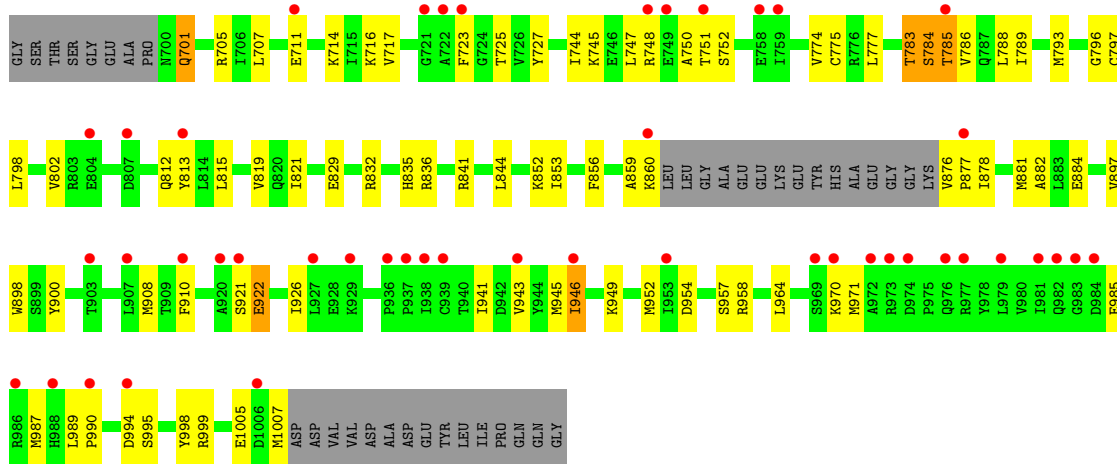 GLY SER THR SER GLY GLU ALA PRO N700 Q701 R705 I706 L707 E711 K714 I715 K716 V717 G721 A722 F723 G724 T725 V726 Y727 I744 K745 E746 L747 R748 E749 A750 T751 S752 E758 I759 V774 C775 R776 L777 T783 S784 T785 V786 Q787 L788 I789 M793 G796 C797
L798 V802 R803 E804 D807 Q812 Y813 L814 L815 V819 Q820 I821 E829 R832 H835 R836 R841 L844 K852 I853 F856 A859 K860 LEU LEU GLY ALA GLU GLU LYS GLU TYR HIS ALA GLU GLY GLY LYS V876 P877 I878 M881 A882 L883 E884 V897
W898 S899 Y900 T903 L907 M908 T909 F910 A920 S921 E922 I926 L927 E928 K929 P936 P937 I938 C939 T940 I941 D942 V943 Y944 M945 I946 K949 M952 I953 D954 S957 R958 L964 S969 K970 M971 A972 R973 D974 P975 Q976 R977 Y978 L979 V980 I981 Q982 G983 D984 E985
R986 M987 H988 L989 P990 D994 S995 Y998 R999 E1005 D1006 M1007 ASP ASP VAL VAL ASP ALA ASP GLU TYR LEU ILE PRO GLN GLN GLY